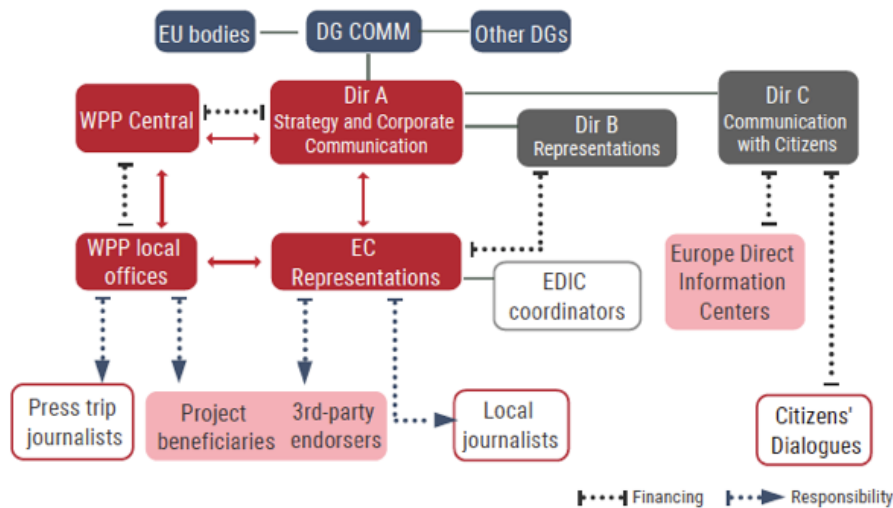 EU bodies
DG COMM
Other DGs
WPP Central
Dir A
Strategy and Corporate
Communication
Dir B
Representations
Dir C
Communication
with Citizens
WPP local
offices
EC
Representations
EDIC
coordinators
Europe Direct
Information
Centers
Press trip
journalists
Project
beneficiaries
3rd-party
endorsers
Local
journalists
Citizens'
Dialogues
Financing
Responsibility